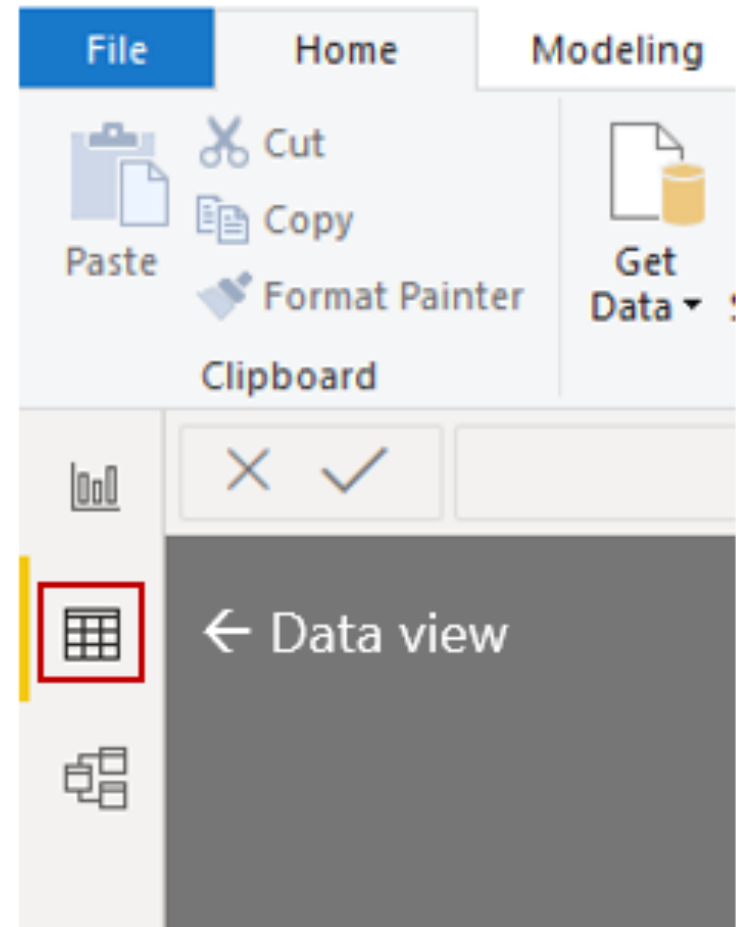 File Home Modeling
Cut
Copy
Paste
Get
Format Painter
Data
Clipboard
← Data view